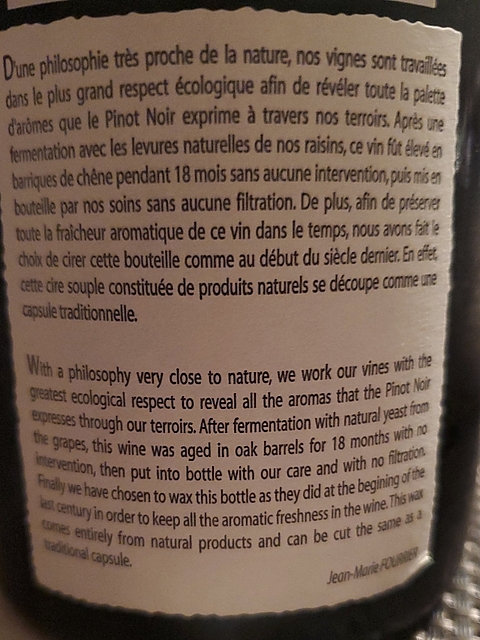 D'une philosophie très proche de la nature, nos vignes sont travaillées
dans le plus grand respect écologique afin de révéler toute la palette
d'arômes que le Pinot Noir exprime à travers nos terroirs. Après une
fermentation avec les levures naturelles de nos raisins, ce vin fût élevé en
barriques de chêne pendant 18 mois sans aucune intervention, puis mis en
bouteille par nos soins sans aucune filtration. De plus, afin de préserver
toute la fraîcheur aromatique de ce vin dans le temps, nous avons fait le
choix de cirer cette bouteille comme au début du siècle dernier. En effet,
cette cire souple constituée de produits naturels se découpe comme une
capsule traditionnelle.
With a philosophy very close to nature, we work our vines with the
greatest ecological respect to reveal all the aromas that the Pinot Noir
expresses through our terroirs. After fermentation with natural yeast from
the grapes, this wine was aged in oak barrels for 18 months with no
intervention, then put into bottle with our care and with no filtration.
Finally we have chosen to wax this bottle as they did at the begining of the
last century in order to keep all the aromatic freshness in the wine. This wax
comes entirely from natural products and can be cut the same as a
traditional capsule.
Jean-Marie FOURRIER